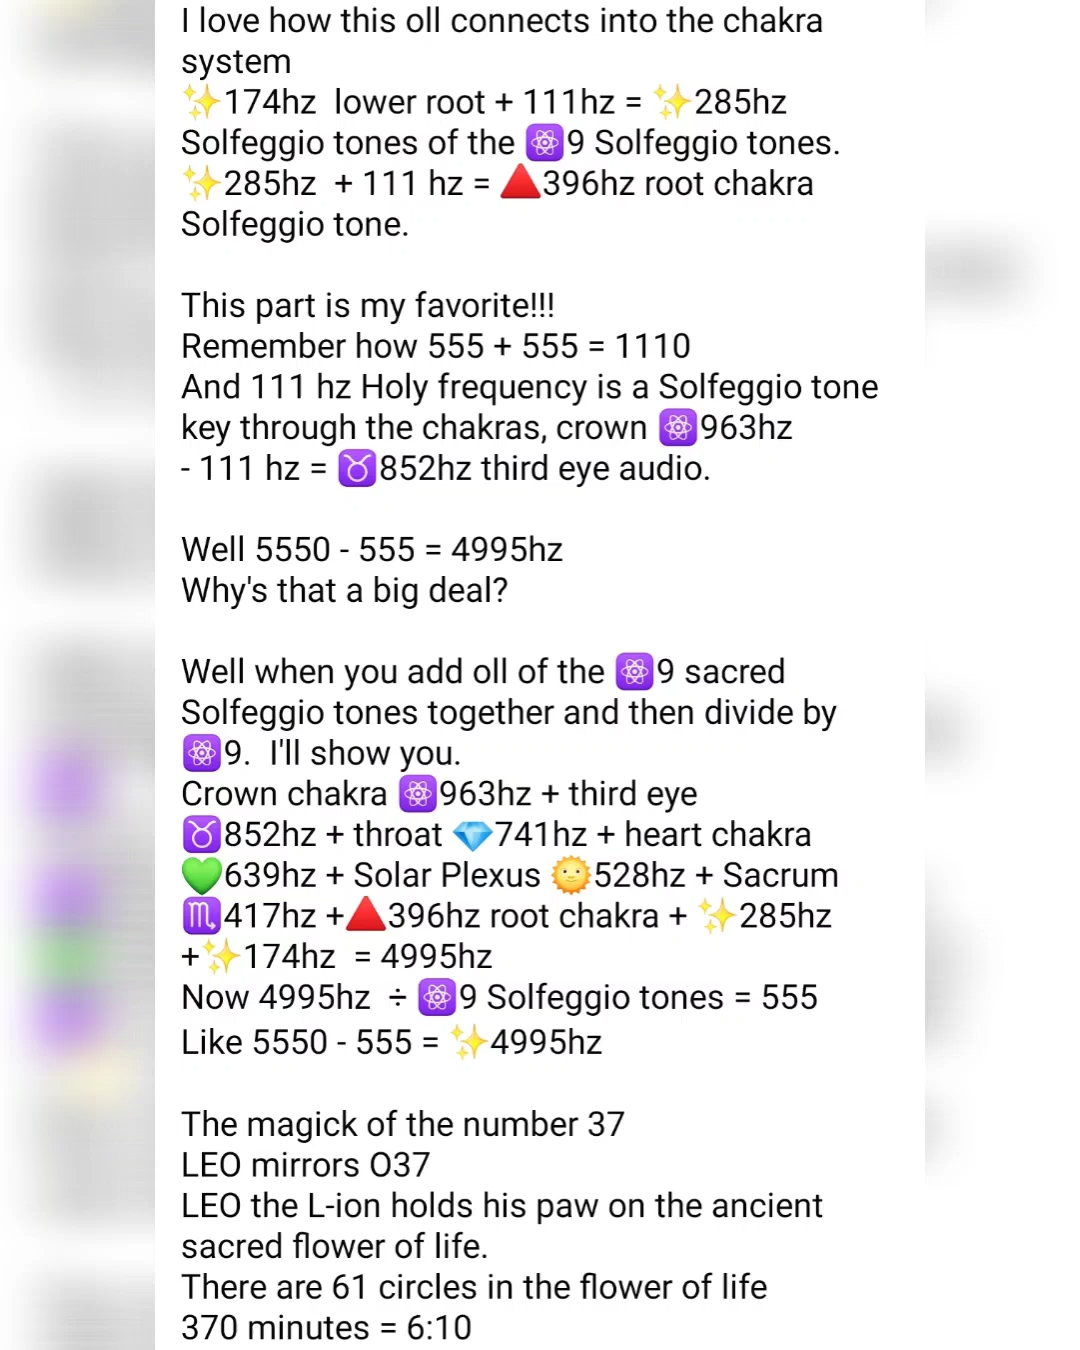 I love how this oll connects into the chakra
system
✨174hz  lower root + 111hz = ✨285hz
Solfeggio tones of the ⚛️9 Solfeggio tones.
✨285hz  + 111 hz = 🔺396hz root chakra
Solfeggio tone.

This part is my favorite!!!
Remember how 555 + 555 = 1110
And 111 hz Holy frequency is a Solfeggio tone
key through the chakras, crown ⚛️963hz
- 111 hz = ♉852hz third eye audio.

Well 5550 - 555 = 4995hz
Why's that a big deal?

Well when you add oll of the ⚛️9 sacred
Solfeggio tones together and then divide by
⚛️9.  I'll show you.
Crown chakra ⚛️963hz + third eye
♉852hz + throat 💎741hz + heart chakra
💚639hz + Solar Plexus 🌞528hz + Sacrum
♏417hz +🔺396hz root chakra + ✨285hz
+✨174hz  = 4995hz
Now 4995hz  ÷ ⚛️9 Solfeggio tones = 555
Like 5550 - 555 = ✨4995hz

The magick of the number 37
LEO mirrors O37
LEO the L-ion holds his paw on the ancient
sacred flower of life.
There are 61 circles in the flower of life
370 minutes = 6:10